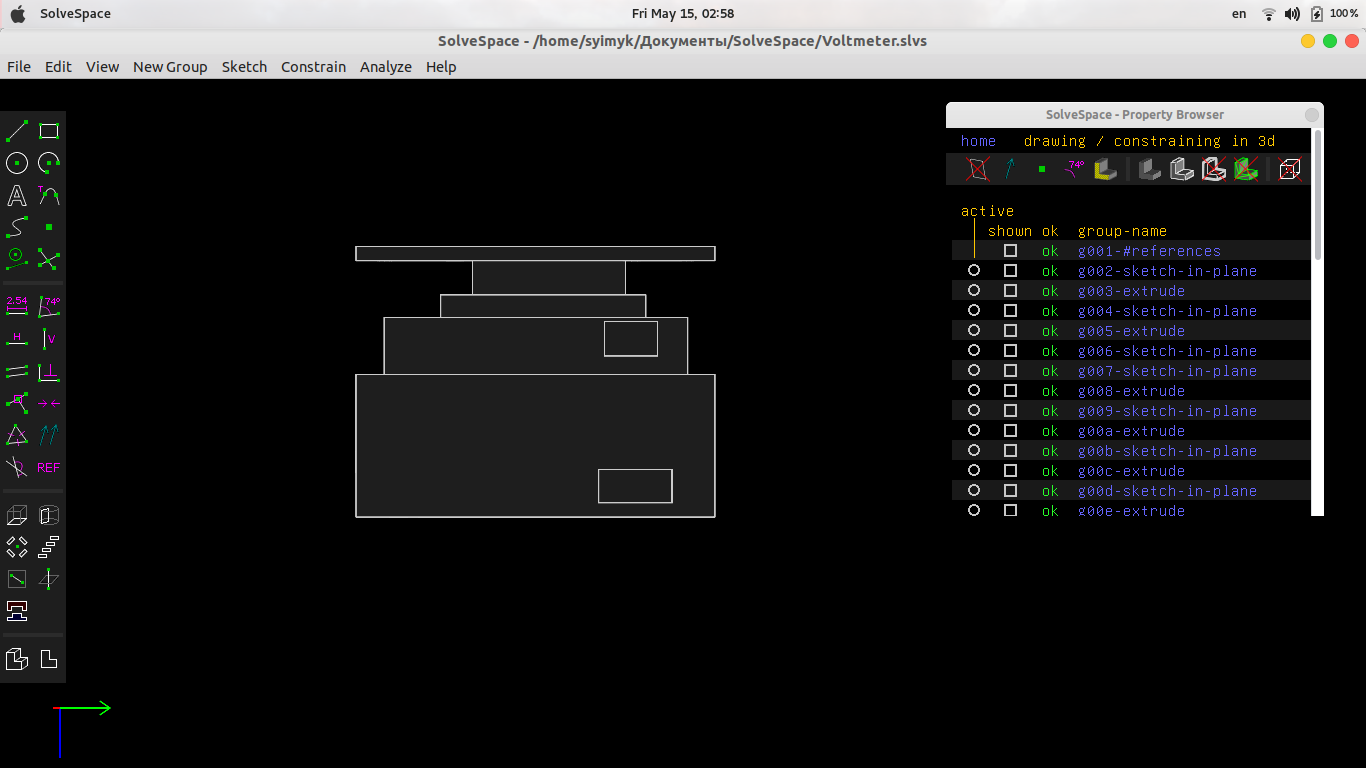 SolveSpace
Fri May 15, 02:58
en
100%
SolveSpace - /home/syimyk/Документы/SolveSpace/Voltmeter.slvs
File Edit View New Group Sketch Constrain Analyze Help
SolveSpace - Property Browser
home drawing / constraining in 3d
74°
active
shown ok group-name
ok g001-#references
ok g002-sketch-in-plane
ok g003-extrude
ok g004-sketch-in-plane
ok g005-extrude
ok g006-sketch-in-plane
ok g007-sketch-in-plane
ok g008-extrude
ok g009-sketch-in-plane
ok g00a-extrude
ok g00b-sketch-in-plane
ok g00c-extrude
ok g00d-sketch-in-plane
ok g00e-extrude
A T
2.54 74°
H V
REF